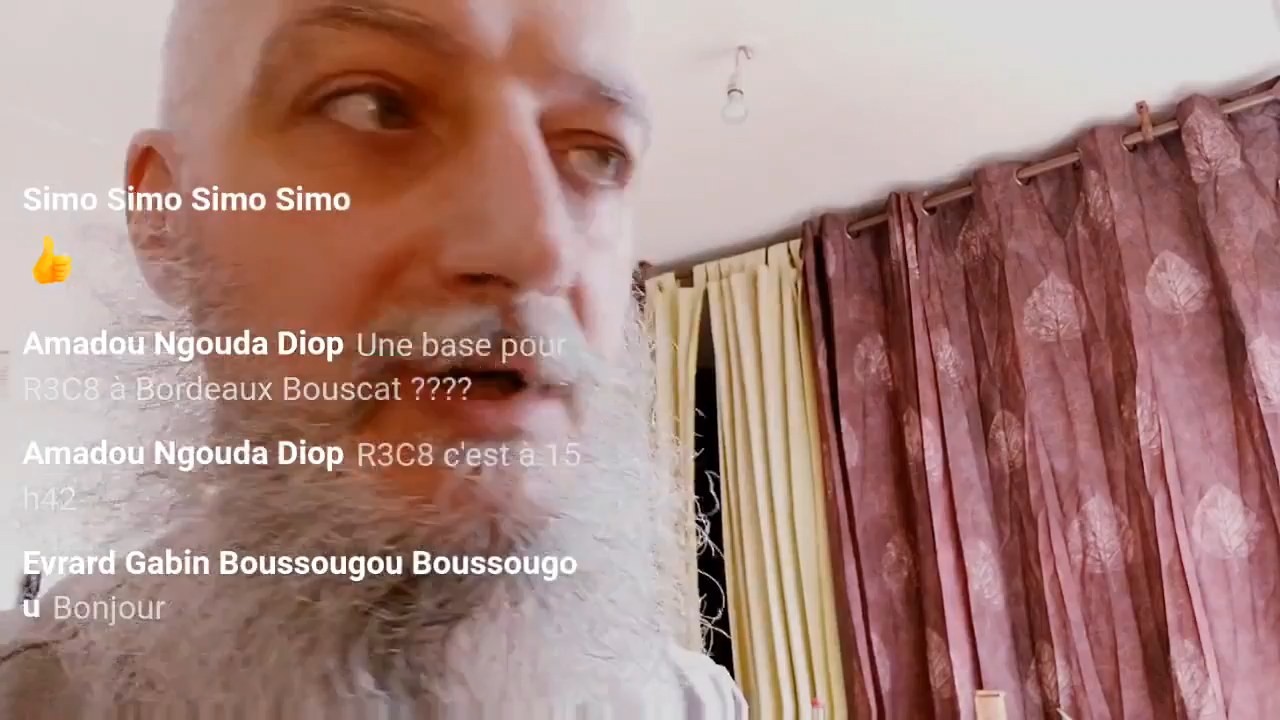 Simo Simo Simo Simo
👍
Amadou Ngouda Diop Une base pour
R3C8 à Bordeaux Bouscat ????
Amadou Ngouda Diop R3C8 c'est à 15
h42
Evrard Gabin Boussougou Boussougo
u Bonjour